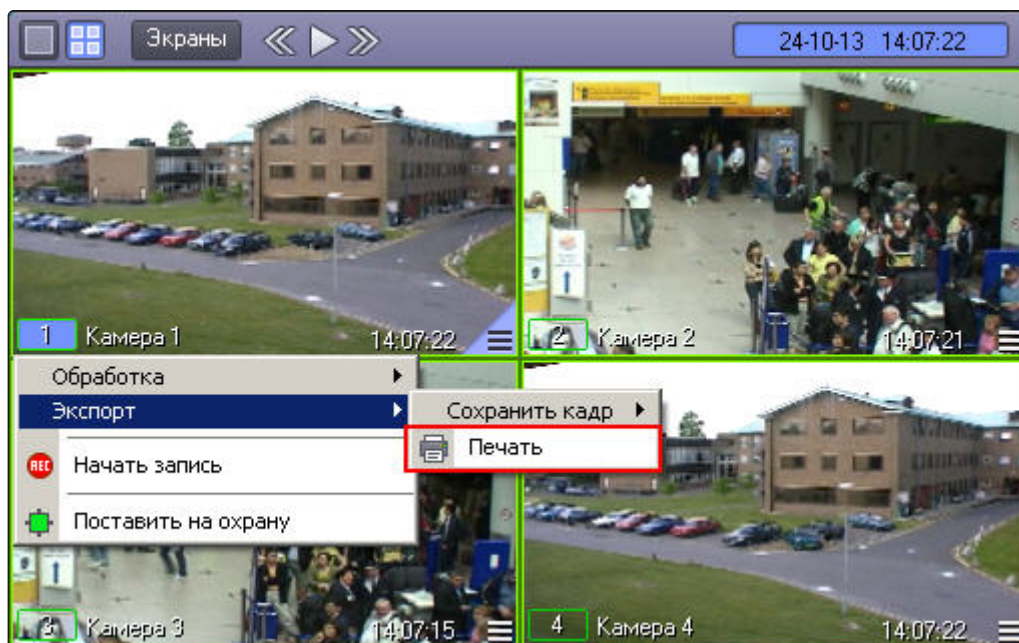 Экраны
24-10-13 14:07:22
1 Камера 1 14:07:22
2 Камера 2 14:07:21
Обработка
Экспорт
Сохранить кадр
Печать
REC Начать запись
Поставить на охрану
3 Камера 3 14:07:15
4 Камера 4 14:07:22